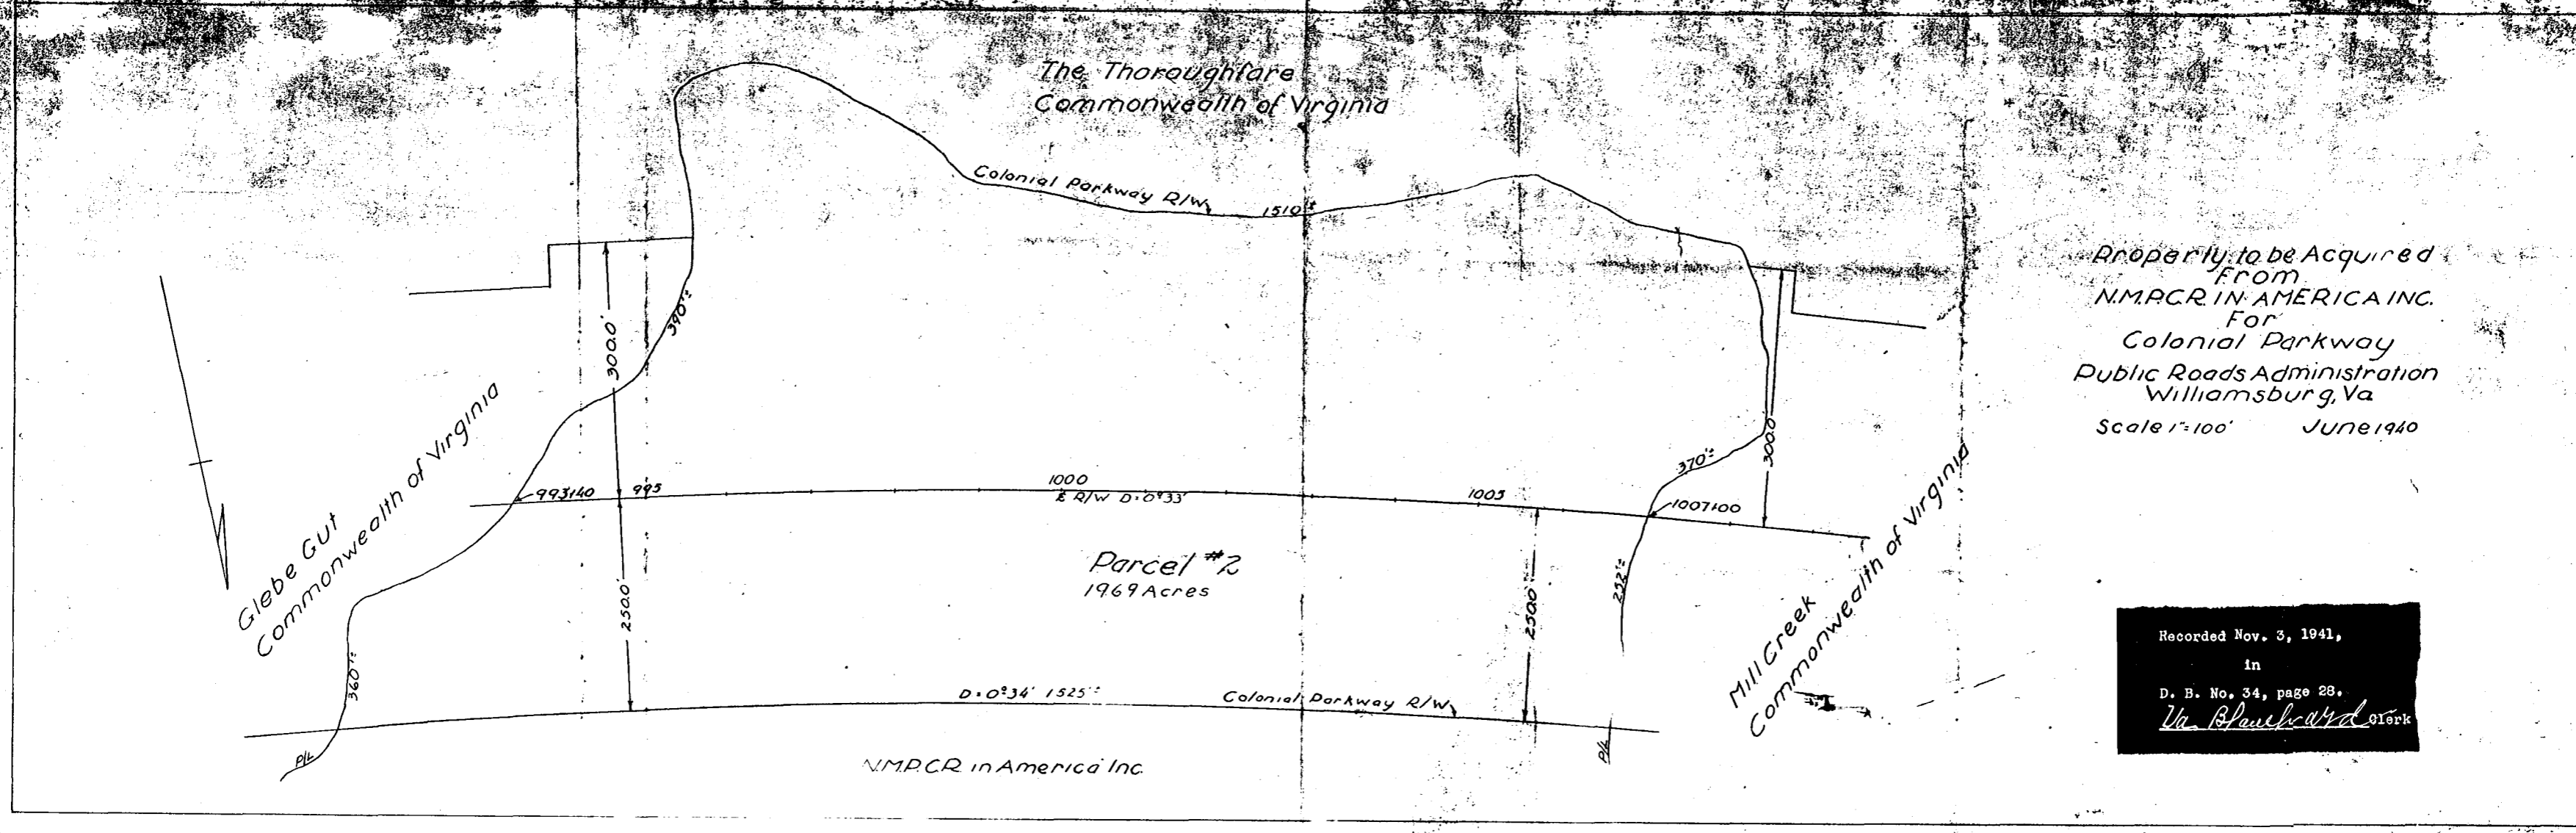 The Thoroughfare
Commonwealth of Virginia
Colonial Parkway R/W
1510'±
390'±
300.0'
Glebe Gut
Commonwealth of Virginia
993+40
995
1000
℄ R/W D=0°33'
1005
1007+00
370'±
300.0'
252'±
Mill Creek
Commonwealth of Virginia
Parcel #2
19.69 Acres
250.0'
250.0'
360'±
D=0°34' 1525'±
Colonial Parkway R/W
P/L
P/L
N.M.P.C.R. in America Inc.
Property to be Acquired
From
N.M.P.C.R. IN AMERICA INC.
For
Colonial Parkway
Public Roads Administration
Williamsburg, Va
Scale 1"=100' June 1940
Recorded Nov. 3, 1941,
in
D. B. No. 34, page 28.
Clerk